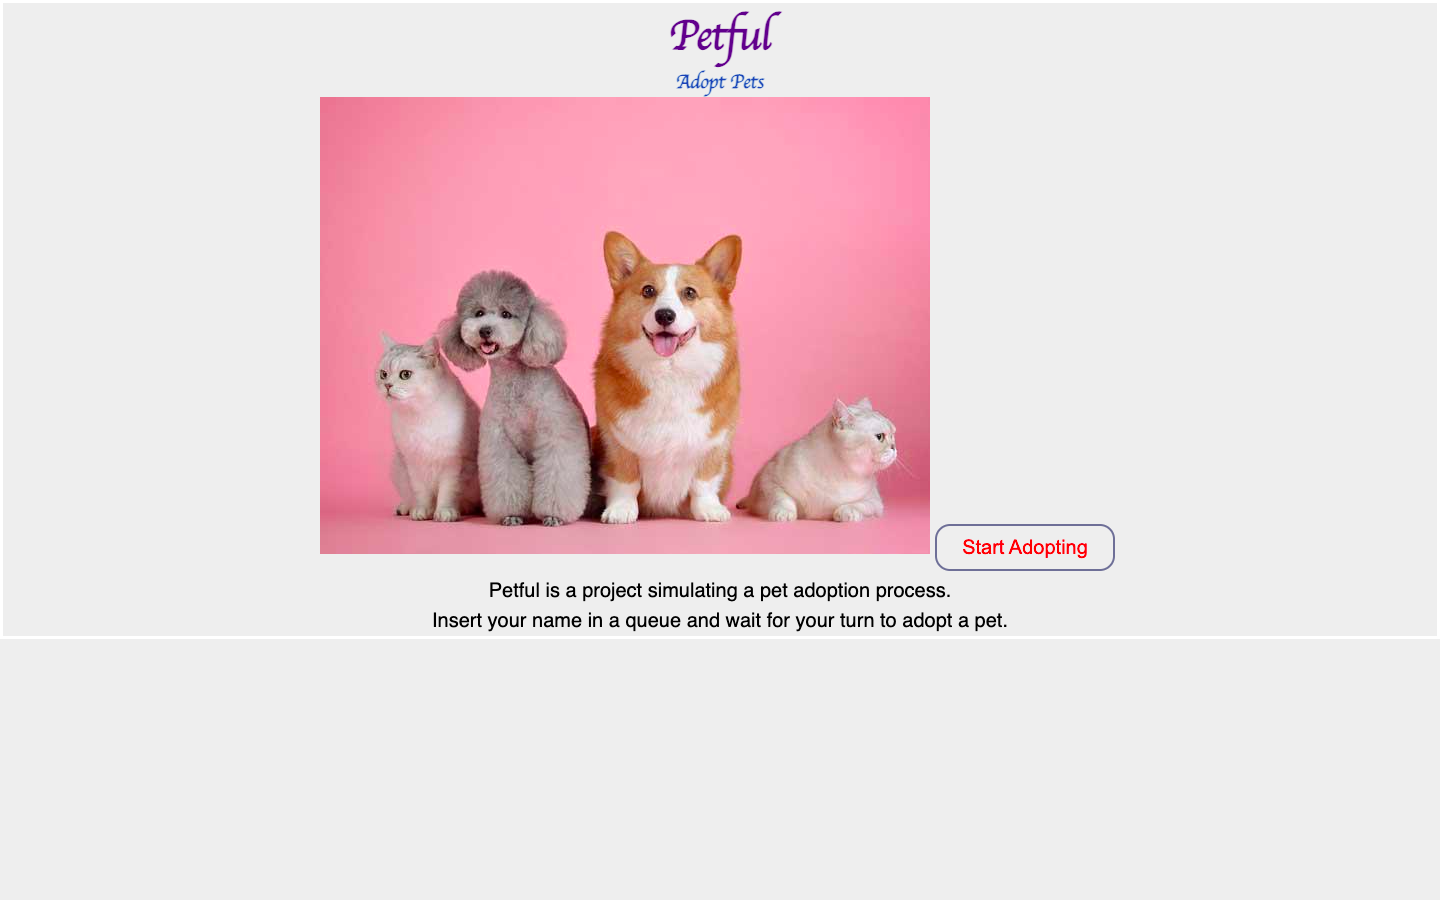 Petful
Adopt Pets
Start Adopting
Petful is a project simulating a pet adoption process.
Insert your name in a queue and wait for your turn to adopt a pet.